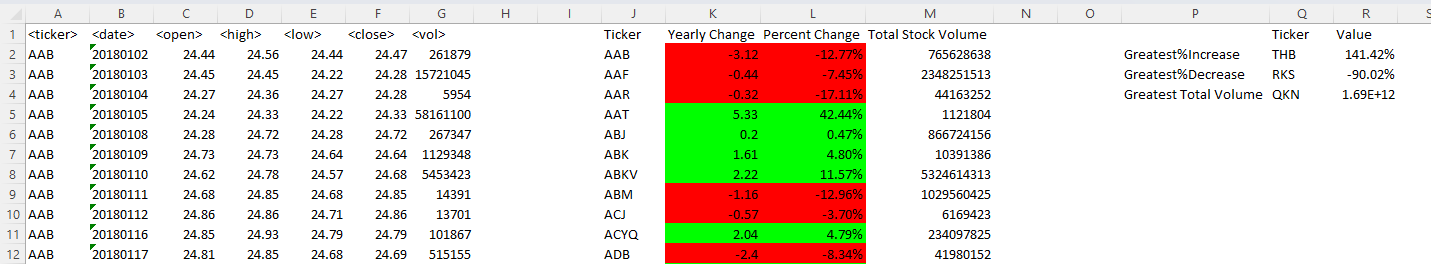 A B C D E F G H I J K L M N O P Q R S
1 <ticker> <date> <open> <high> <low> <close> <vol> Ticker Yearly Change Percent Change Total Stock Volume Ticker Value
2 AAB 20180102 24.44 24.56 24.44 24.47 261879 AAB -3.12 -12.77% 765628638 Greatest%Increase THB 141.42%
3 AAB 20180103 24.45 24.45 24.22 24.28 15721045 AAF -0.44 -7.45% 2348251513 Greatest%Decrease RKS -90.02%
4 AAB 20180104 24.27 24.36 24.27 24.28 5954 AAR -0.32 -17.11% 44163252 Greatest Total Volume QKN 1.69E+12
5 AAB 20180105 24.24 24.33 24.22 24.33 58161100 AAT 5.33 42.44% 1121804
6 AAB 20180108 24.28 24.72 24.28 24.72 267347 ABJ 0.2 0.47% 866724156
7 AAB 20180109 24.73 24.73 24.64 24.64 1129348 ABK 1.61 4.80% 10391386
8 AAB 20180110 24.62 24.78 24.57 24.68 5453423 ABKV 2.22 11.57% 5324614313
9 AAB 20180111 24.68 24.85 24.68 24.85 14391 ABM -1.16 -12.96% 1029560425
10 AAB 20180112 24.86 24.86 24.71 24.86 13701 ACJ -0.57 -3.70% 6169423
11 AAB 20180116 24.85 24.93 24.79 24.79 101867 ACYQ 2.04 4.79% 234097825
12 AAB 20180117 24.81 24.85 24.68 24.69 515155 ADB -2.4 -8.34% 41980152